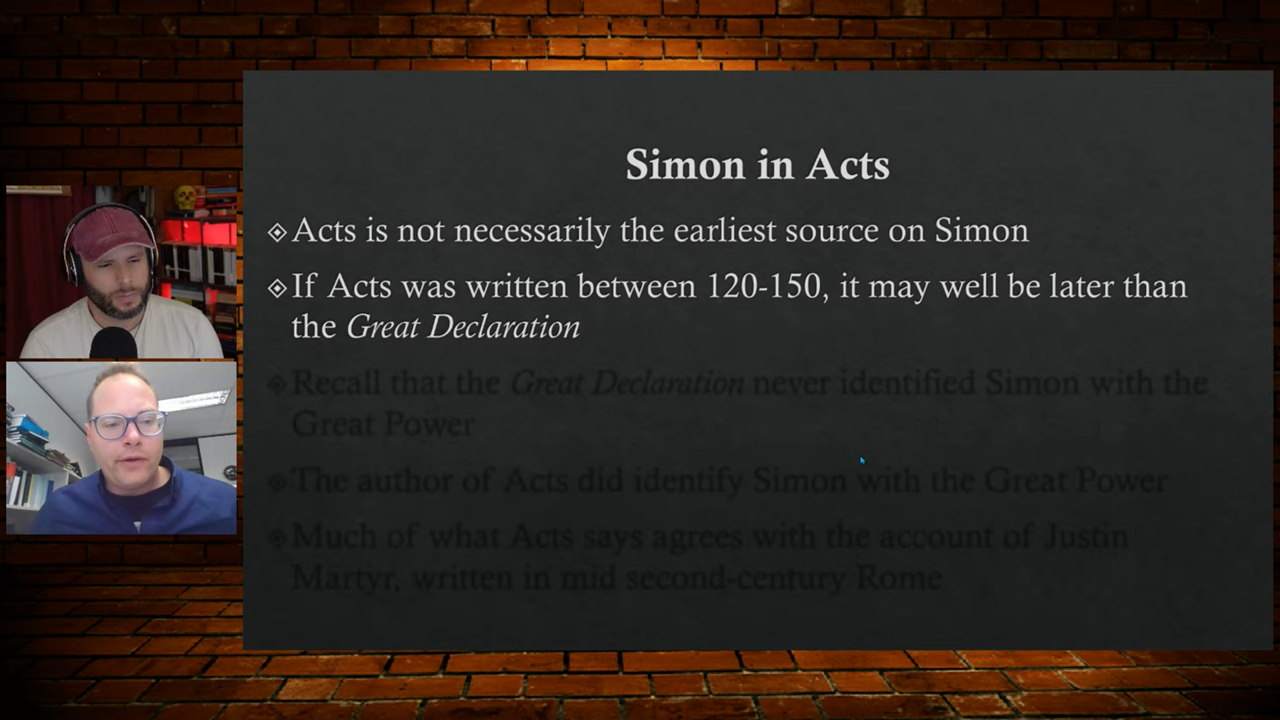 Simon in Acts
Acts is not necessarily the earliest source on Simon
If Acts was written between 120-150, it may well be later than
the Great Declaration
Recall that the Great Declaration never identified Simon with the
Great Power
The author of Acts did identify Simon with the Great Power
Much of what Acts says agrees with the account of Justin
Martyr, written in mid second-century Rome